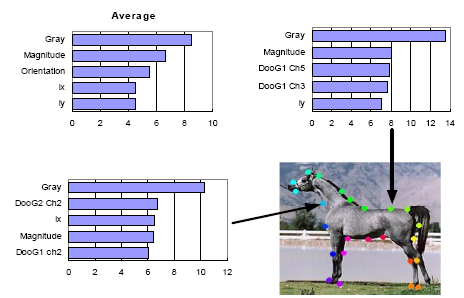 Average
Gray
Magnitude
Orientation
Ix
Iy
0 2 4 6 8 10
Gray
Magnitude
DooG1 Ch5
DooG1 Ch3
Iy
0 2 4 6 8 10 12 14
Gray
DooG2 Ch2
Ix
Magnitude
DooG1 ch2
0 2 4 6 8 10 12